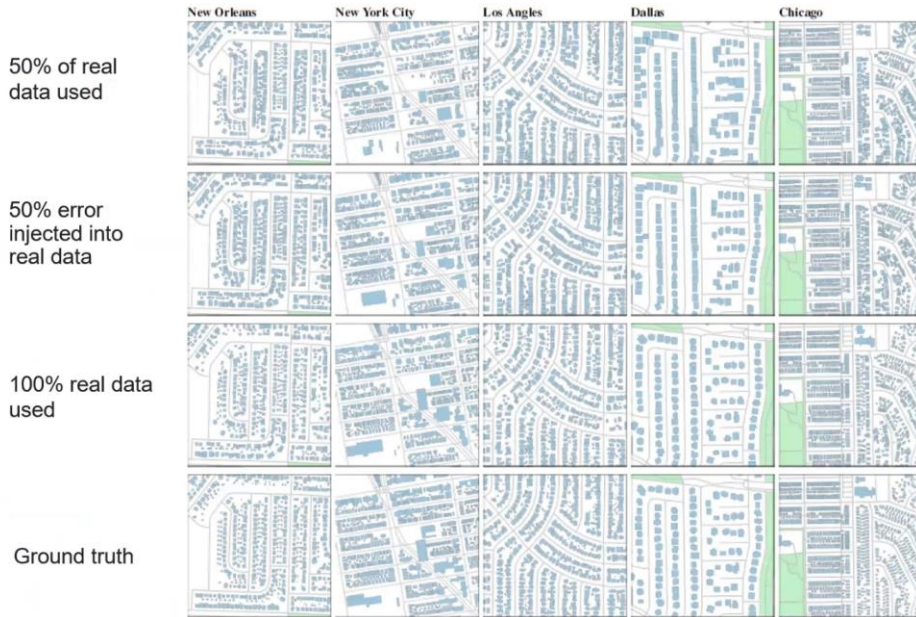 New Orleans New York City Los Angeles Dallas Chicago
50% of real
data used
50% error
injected into
real data
100% real data
used
Ground truth